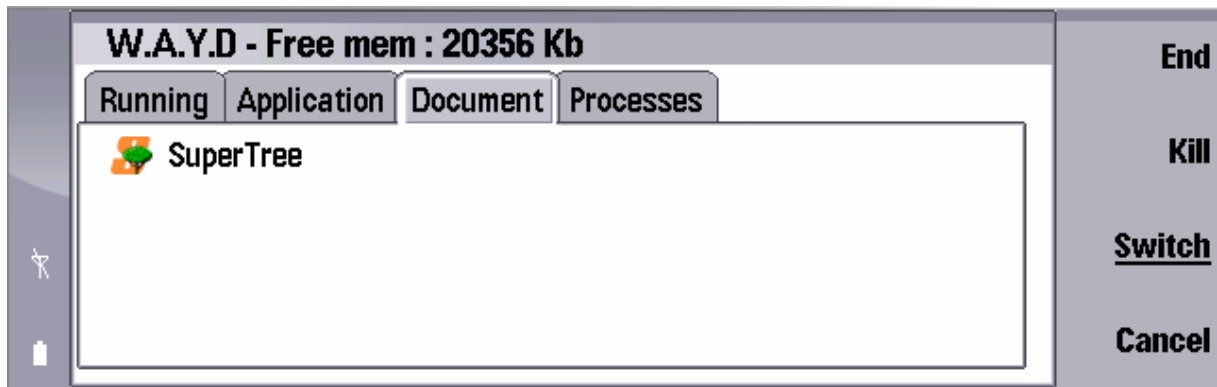 W.A.Y.D - Free mem : 20356 Kb
Running Application Document Processes
SuperTree
End
Kill
Switch
Cancel